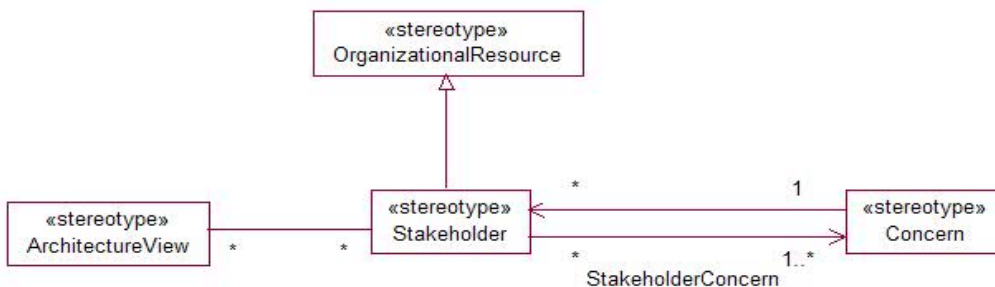 «stereotype»
OrganizationalResource
«stereotype»
ArchitectureView
* *
«stereotype»
Stakeholder
* 1
* 1..*
StakeholderConcern
«stereotype»
Concern